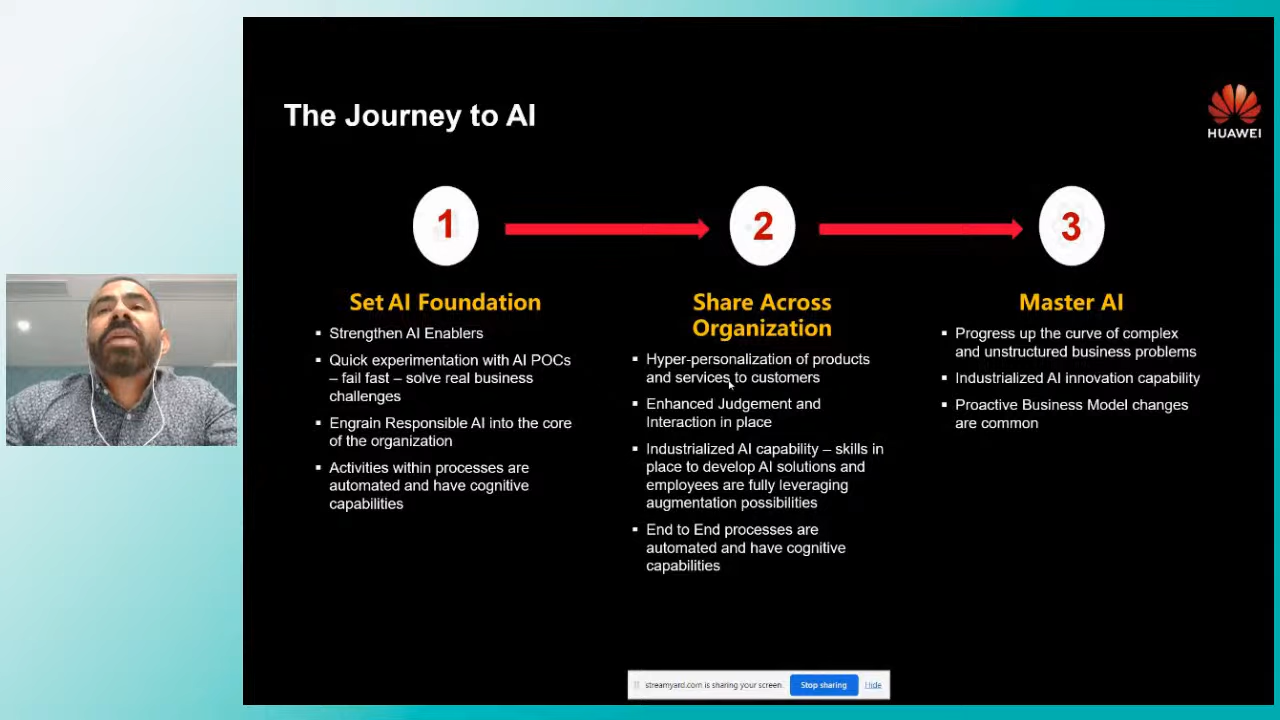 The Journey to AI
HUAWEI
1
2
3
Set AI Foundation
▪ Strengthen AI Enablers
▪ Quick experimentation with AI POCs
– fail fast – solve real business
challenges
▪ Engrain Responsible AI into the core
of the organization
▪ Activities within processes are
automated and have cognitive
capabilities
Share Across
Organization
▪ Hyper-personalization of products
and services to customers
▪ Enhanced Judgement and
Interaction in place
▪ Industrialized AI capability – skills in
place to develop AI solutions and
employees are fully leveraging
augmentation possibilities
▪ End to End processes are
automated and have cognitive
capabilities
Master AI
▪ Progress up the curve of complex
and unstructured business problems
▪ Industrialized AI innovation capability
▪ Proactive Business Model changes
are common
streamyard.com is sharing your screen. Stop sharing Hide